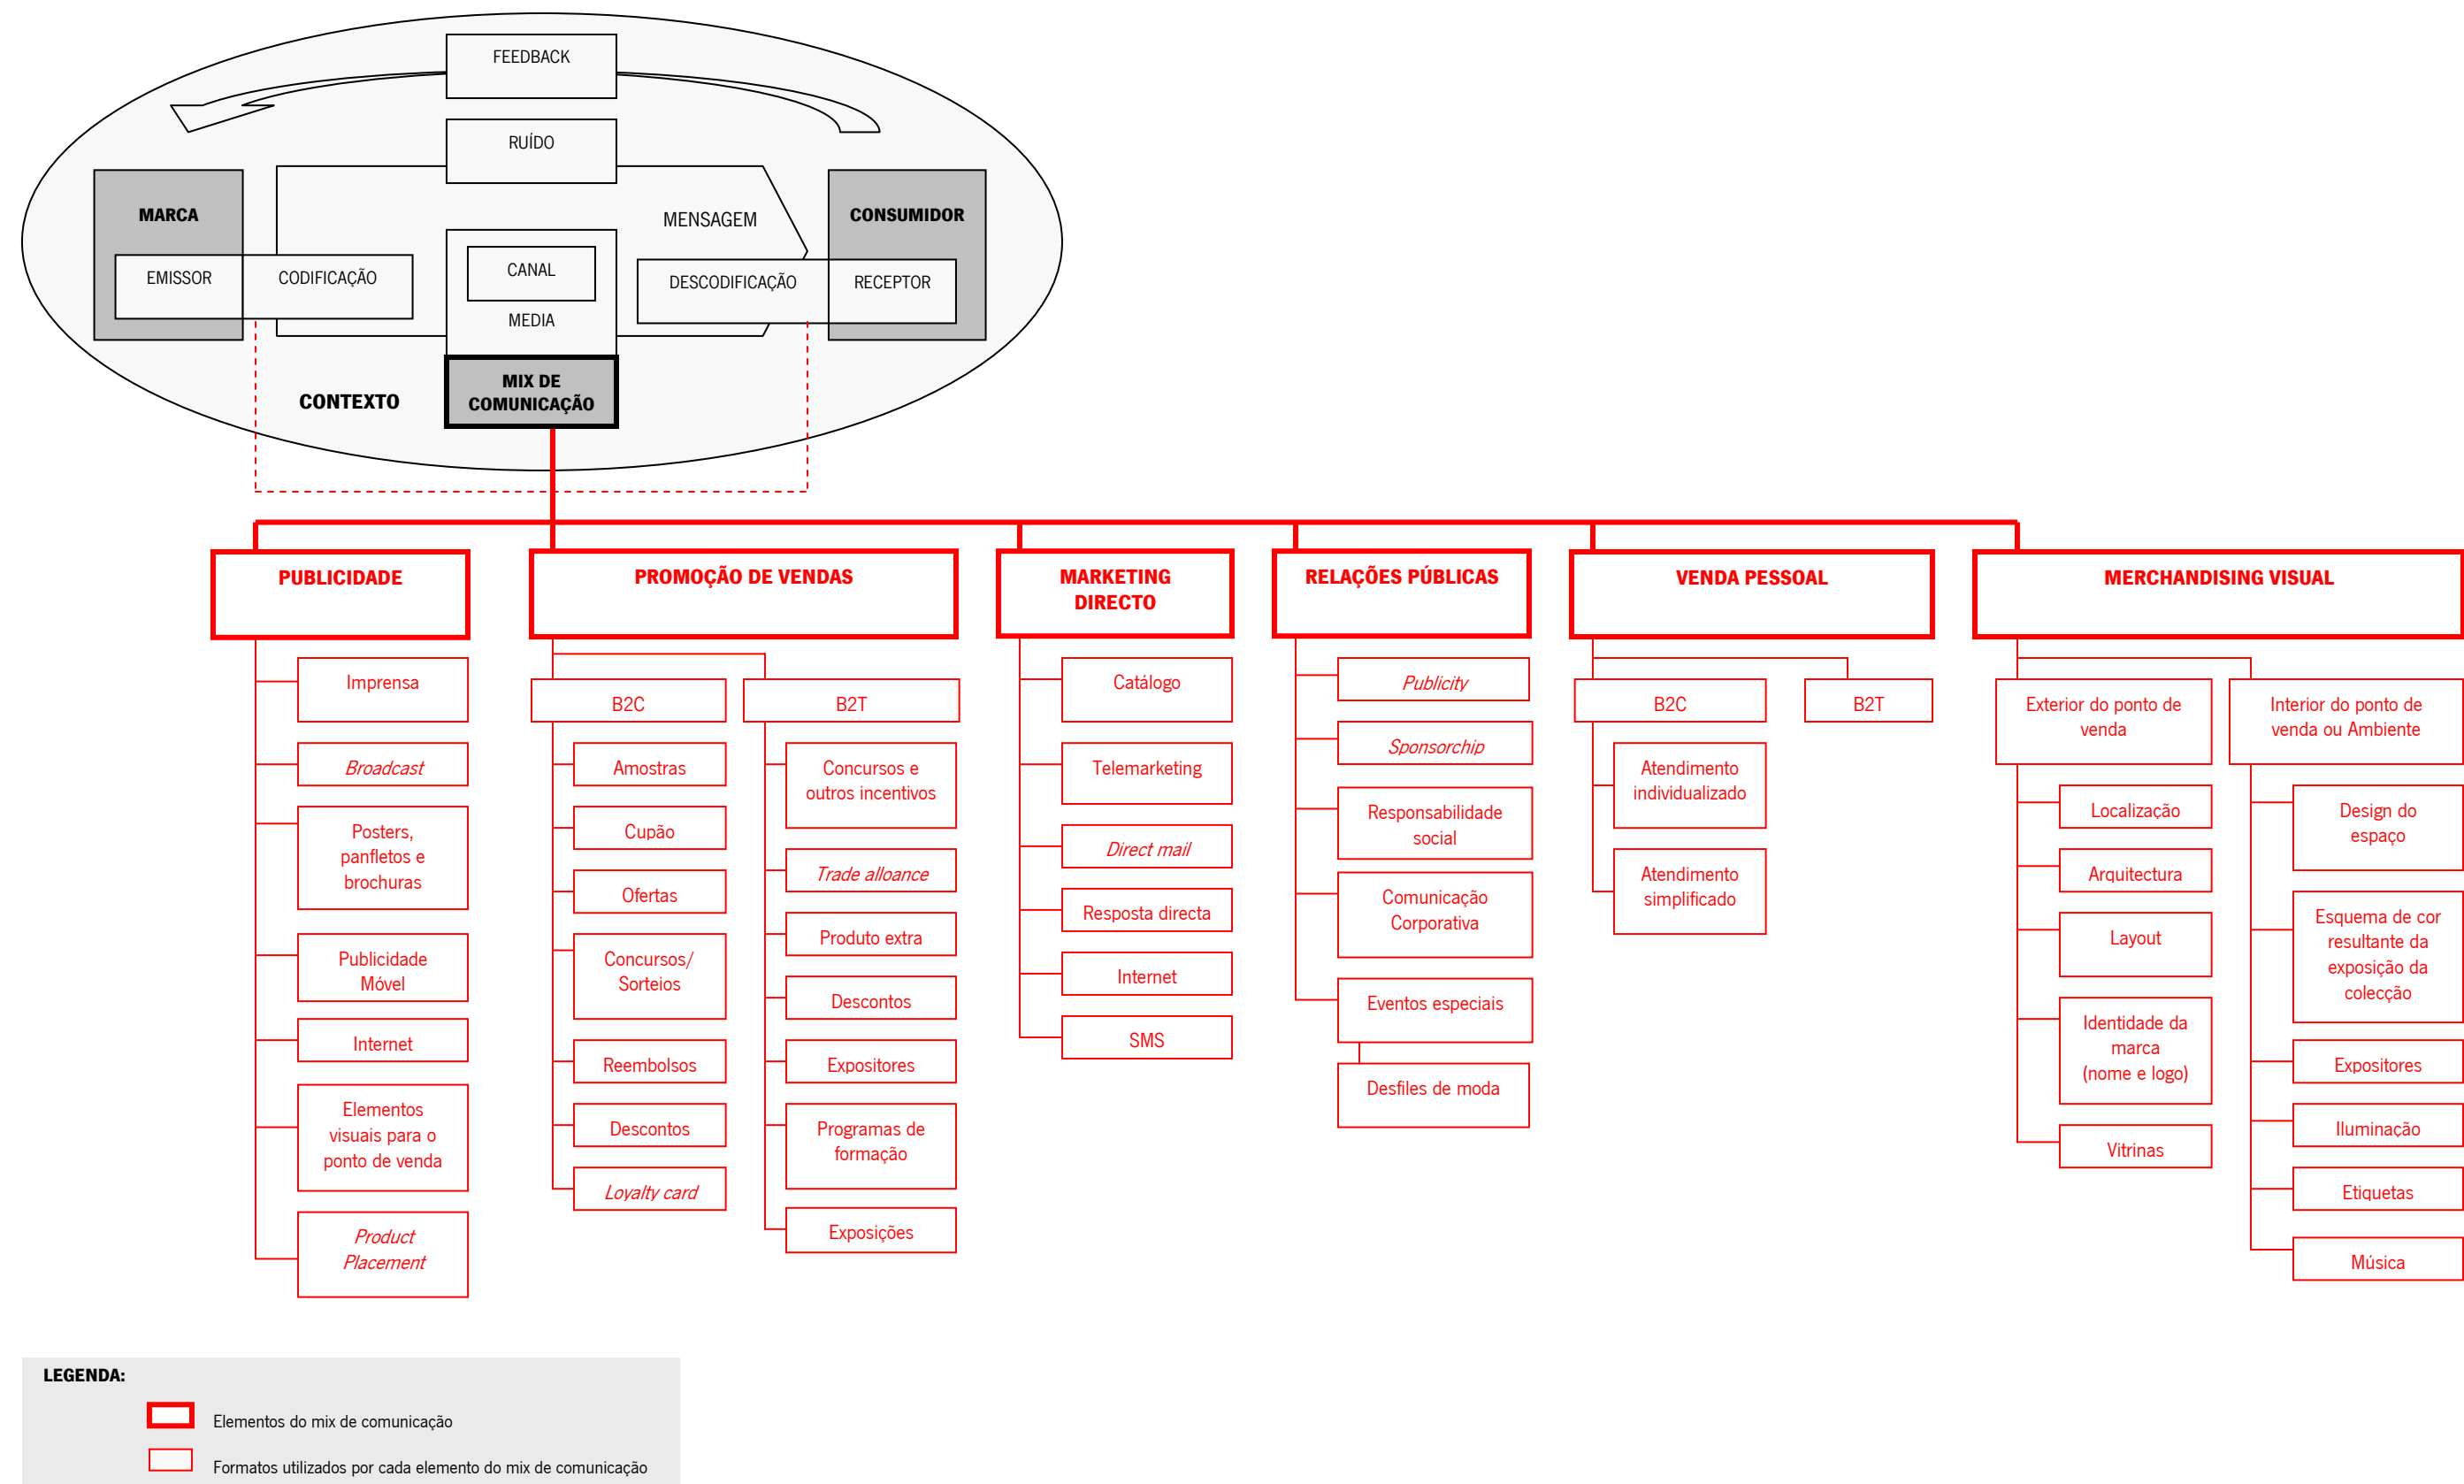 FEEDBACK
RUÍDO
MARCA
MENSAGEM
CONSUMIDOR
EMISSOR
CODIFICAÇÃO
CANAL
MEDIA
DESCODIFICAÇÃO
RECEPTOR
CONTEXTO
MIX DE
COMUNICAÇÃO
PUBLICIDADE
Imprensa
Broadcast
Posters,
panfletos e
brochuras
Publicidade
Móvel
Internet
Elementos
visuais para o
ponto de venda
Product
Placement
PROMOÇÃO DE VENDAS
B2C
Amostras
Cupão
Ofertas
Concursos/
Sorteios
Reembolsos
Descontos
Loyalty card
B2T
Concursos e
outros incentivos
Trade alloance
Produto extra
Descontos
Expositores
Programas de
formação
Exposições
MARKETING
DIRECTO
Catálogo
Telemarketing
Direct mail
Resposta directa
Internet
SMS
RELAÇÕES PÚBLICAS
Publicity
Sponsorchip
Responsabilidade
social
Comunicação
Corporativa
Eventos especiais
Desfiles de moda
VENDA PESSOAL
B2C
Atendimento
individualizado
Atendimento
simplificado
B2T
MERCHANDISING VISUAL
Exterior do ponto de
venda
Localização
Arquitectura
Layout
Identidade da
marca
(nome e logo)
Vitrinas
Interior do ponto de
venda ou Ambiente
Design do
espaço
Esquema de cor
resultante da
exposição da
colecção
Expositores
Iluminação
Etiquetas
Música
LEGENDA:
Elementos do mix de comunicação
Formatos utilizados por cada elemento do mix de comunicação